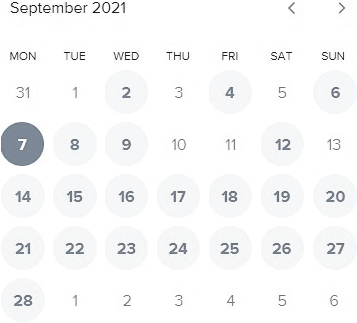 September 2021
MON TUE WED THU FRI SAT SUN
31 1 2 3 4 5 6
7 8 9 10 11 12 13
14 15 16 17 18 19 20
21 22 23 24 25 26 27
28 1 2 3 4 5 6